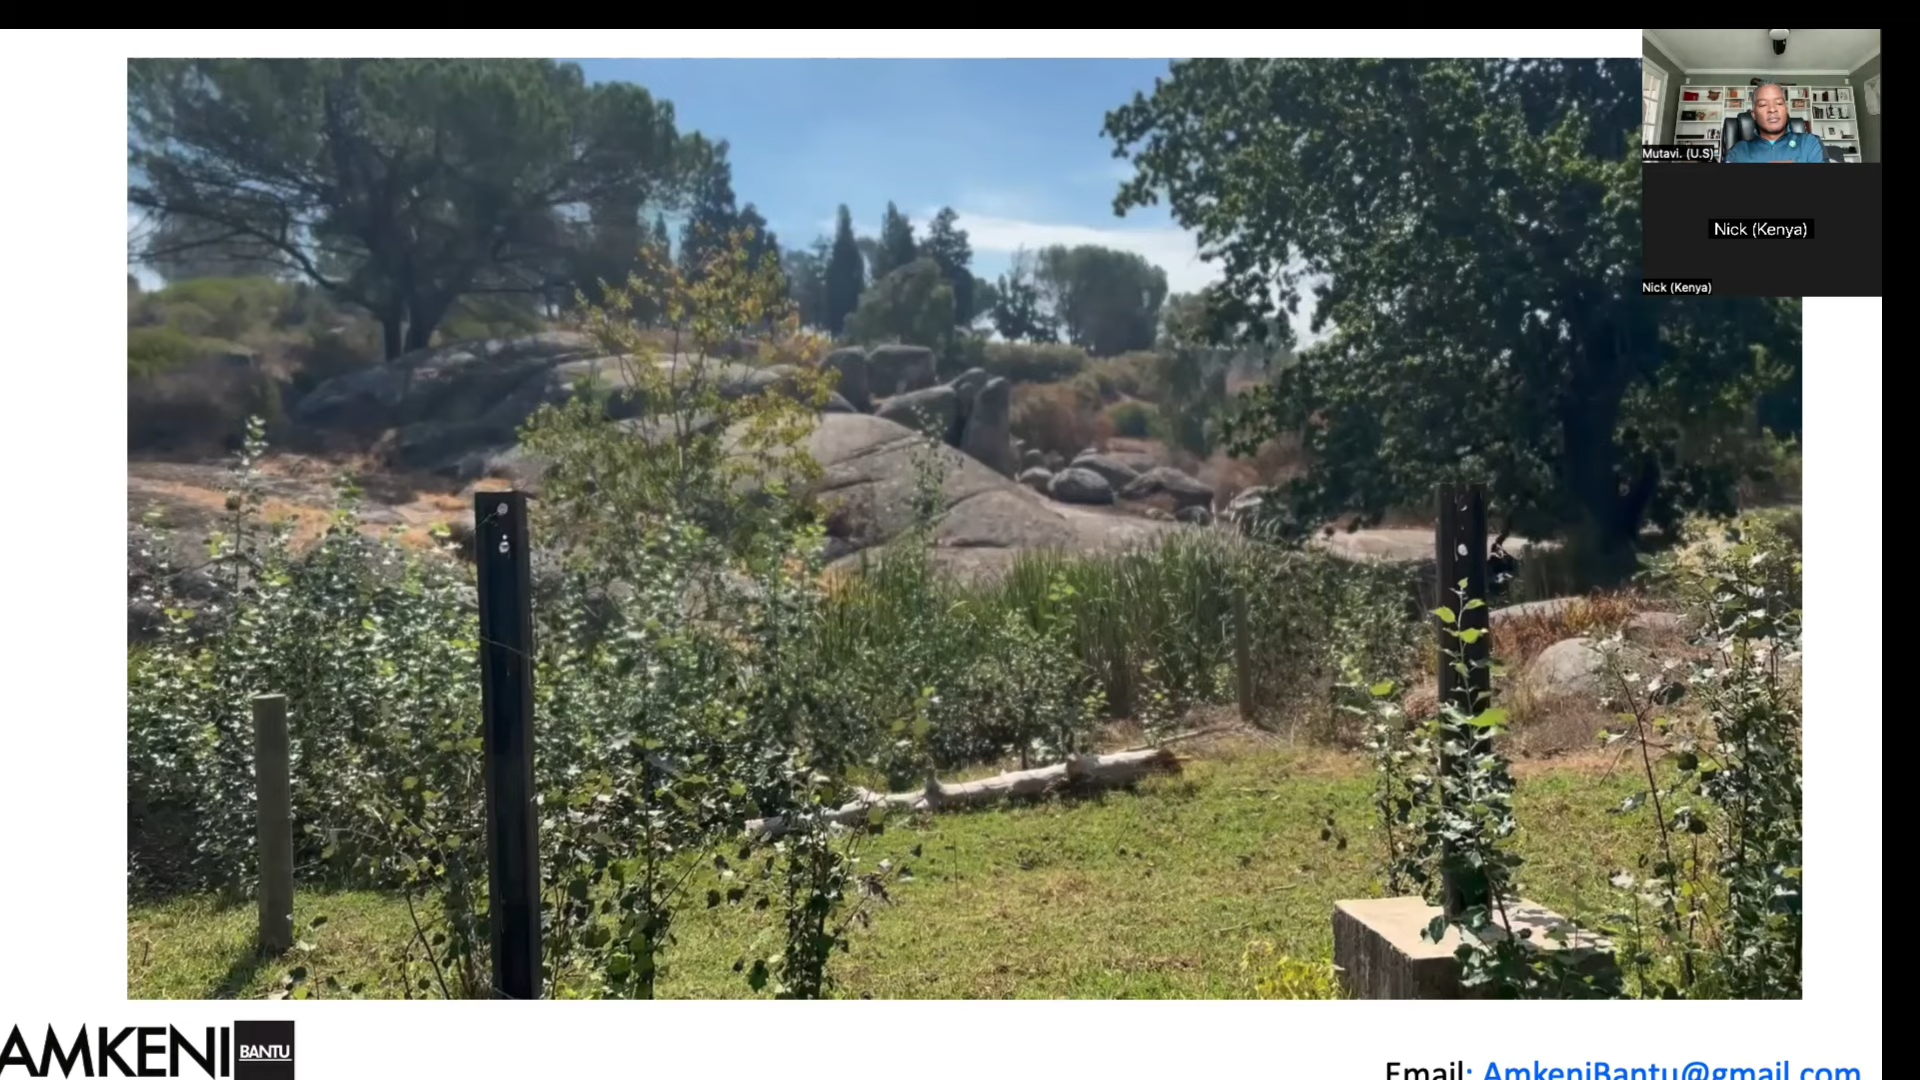 Mutavi. (U.S)
Nick (Kenya)
Nick (Kenya)
AMKENI BANTU
Email: AmkeniBantu@gmail.com